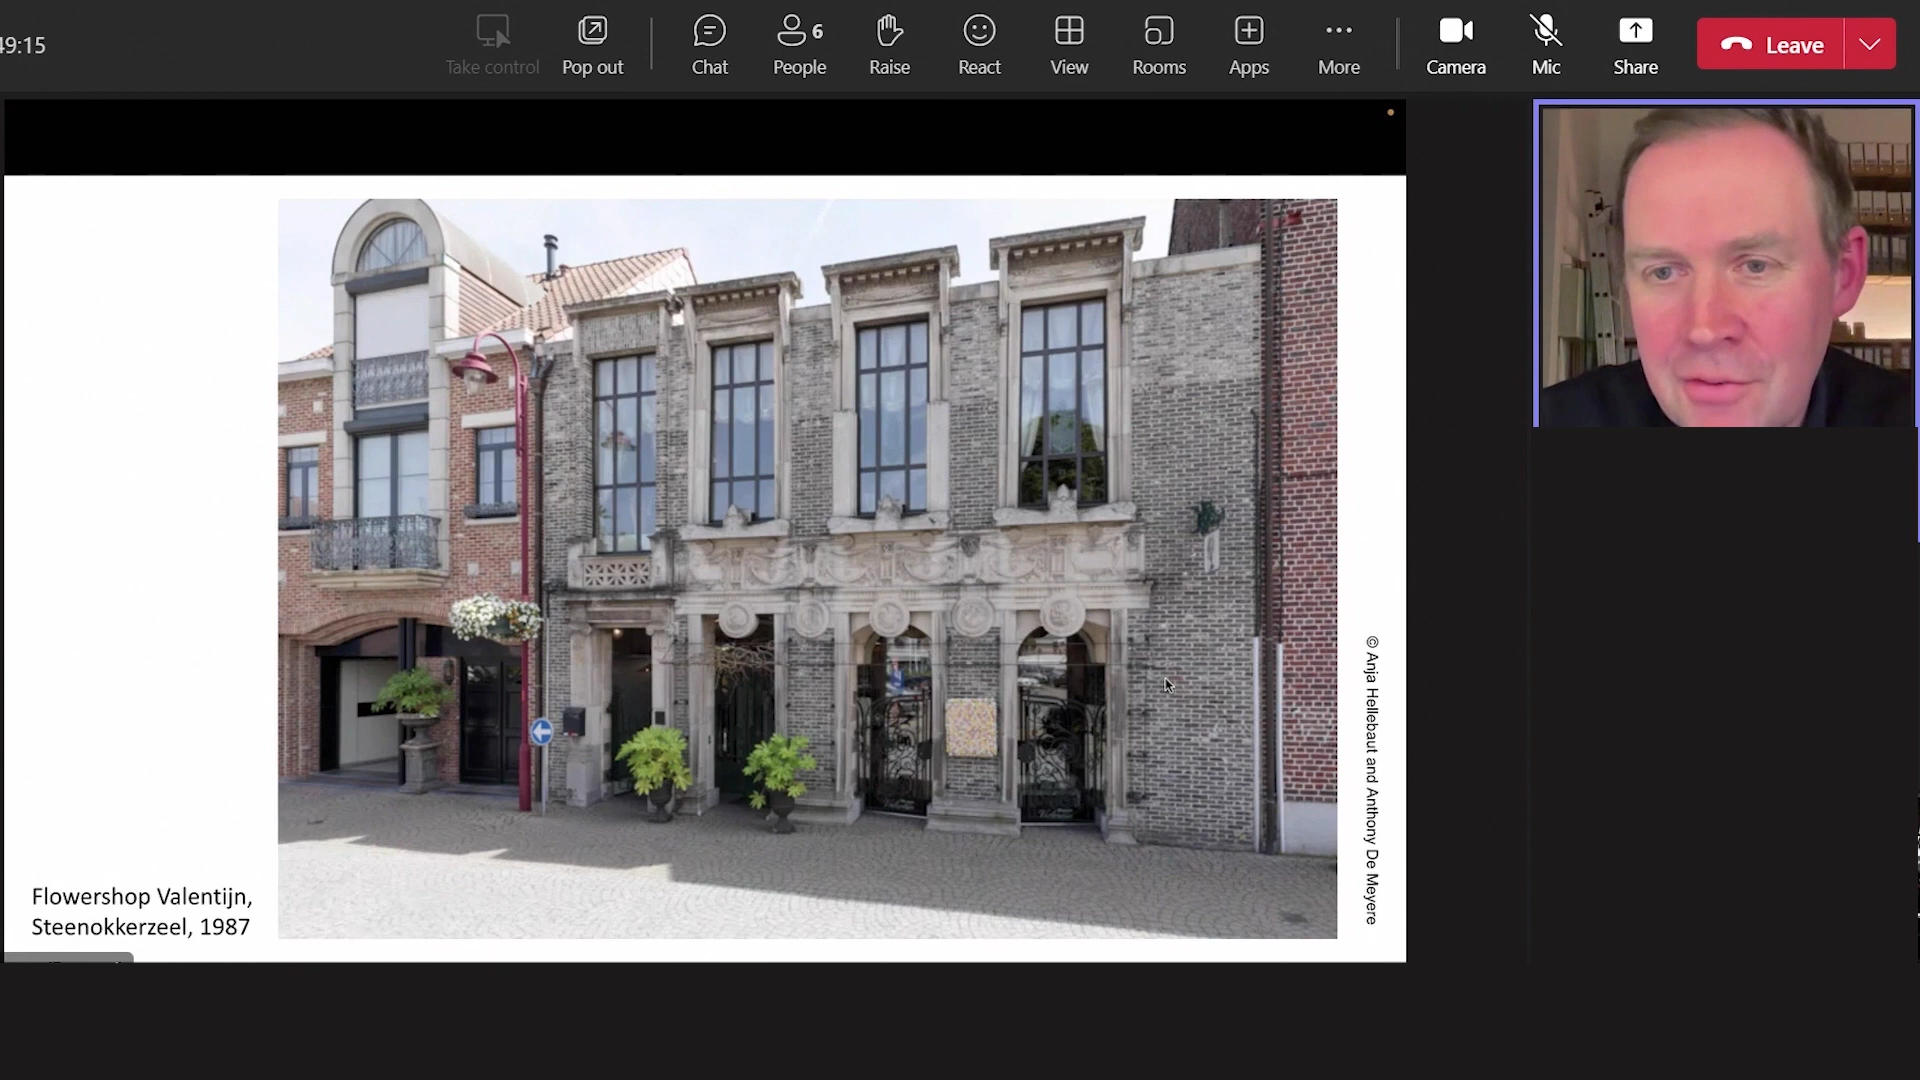 49:15
Take control
Pop out
Chat
6
People
Raise
React
View
Rooms
Apps
More
Camera
Mic
Share
Leave
© Anja Hellebaut and Anthony De Meyere
Flowershop Valentijn,
Steenokkerzeel, 1987